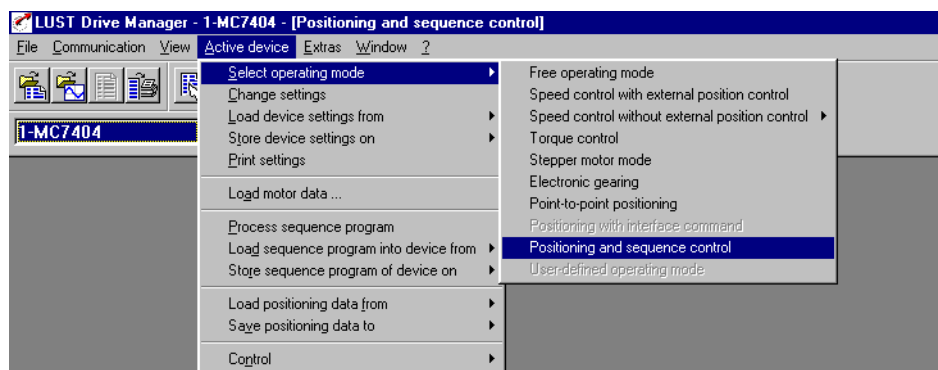 LUST Drive Manager - 1-MC7404 - [Positioning and sequence control]
File Communication View Active device Extras Window ?
1-MC7404
Select operating mode
Change settings
Load device settings from
Store device settings on
Print settings
Load motor data ...
Process sequence program
Load sequence program into device from
Store sequence program of device on
Load positioning data from
Save positioning data to
Control
Free operating mode
Speed control with external position control
Speed control without external position control
Torque control
Stepper motor mode
Electronic gearing
Point-to-point positioning
Positioning with interface command
Positioning and sequence control
User-defined operating mode